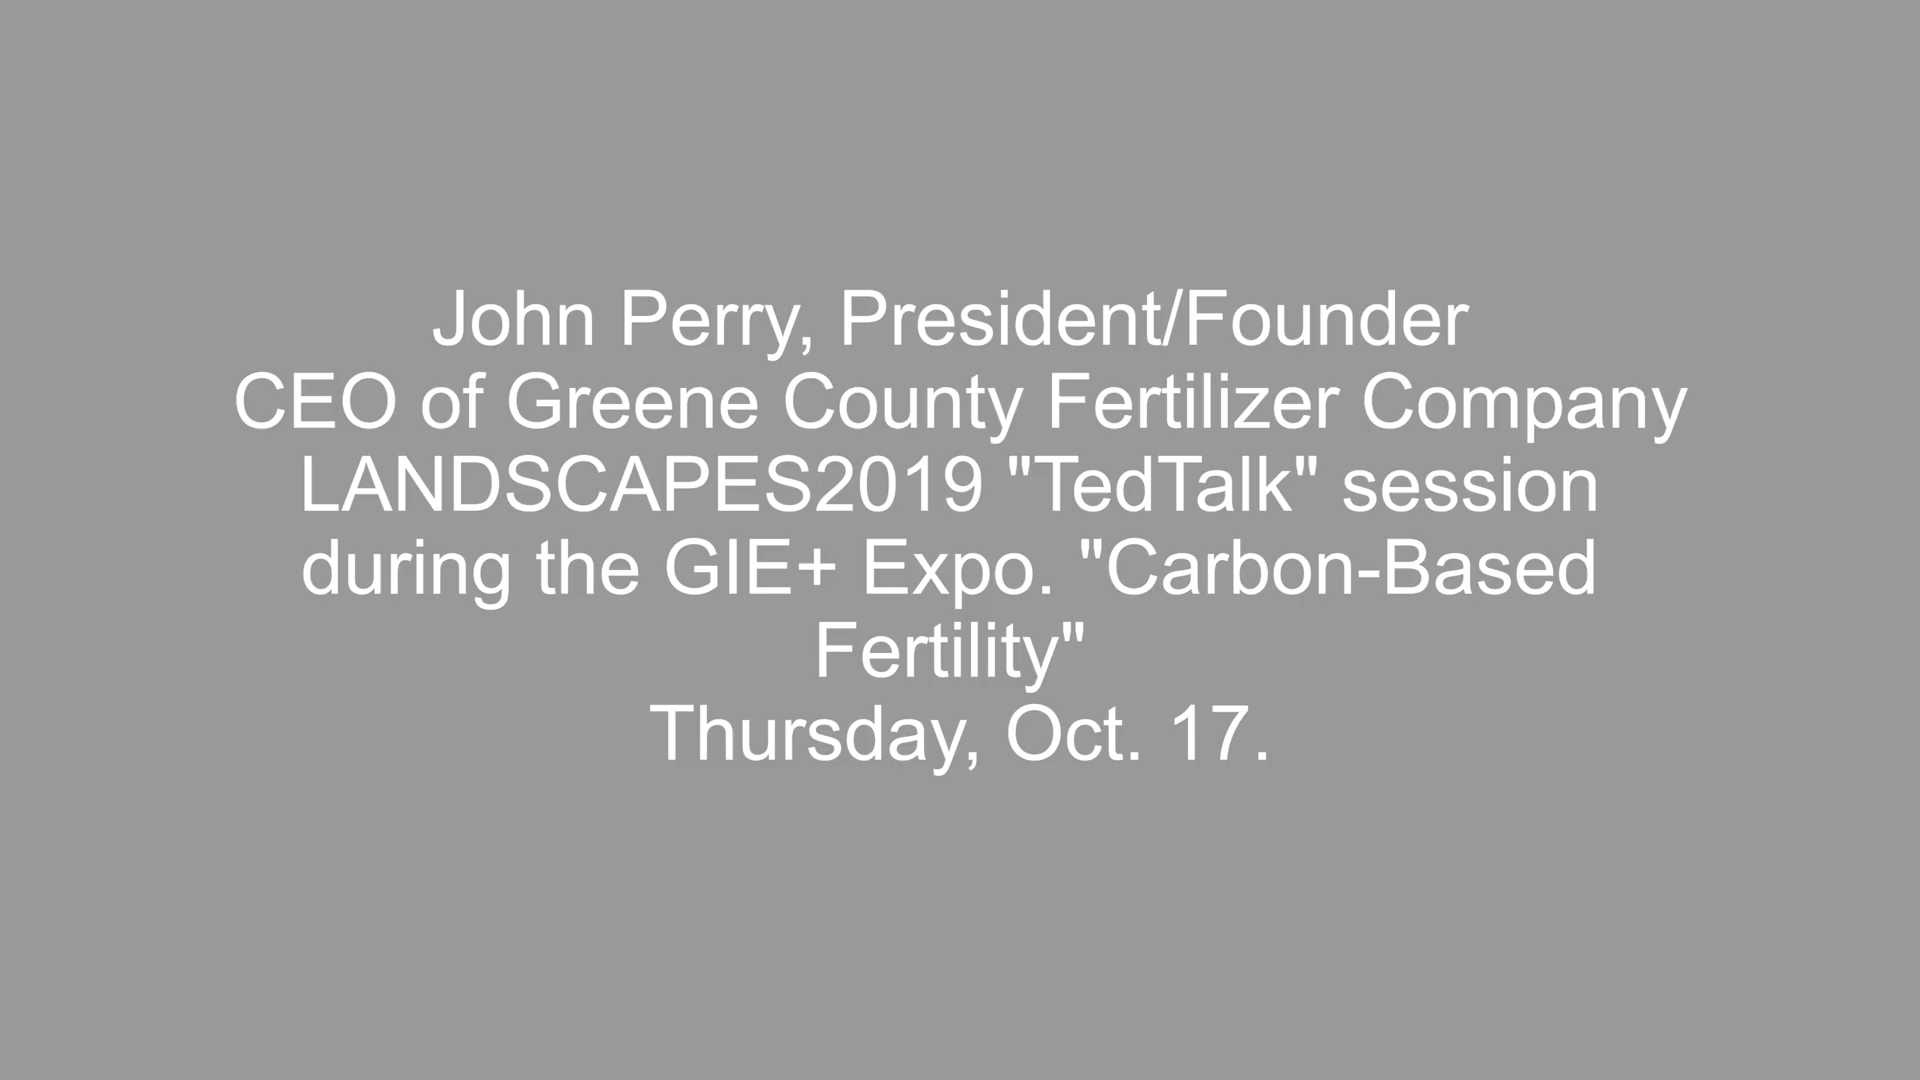 John Perry, President/Founder
CEO of Greene County Fertilizer Company
LANDSCAPES2019 "TedTalk" session
during the GIE+ Expo. "Carbon-Based
Fertility"
Thursday, Oct. 17.